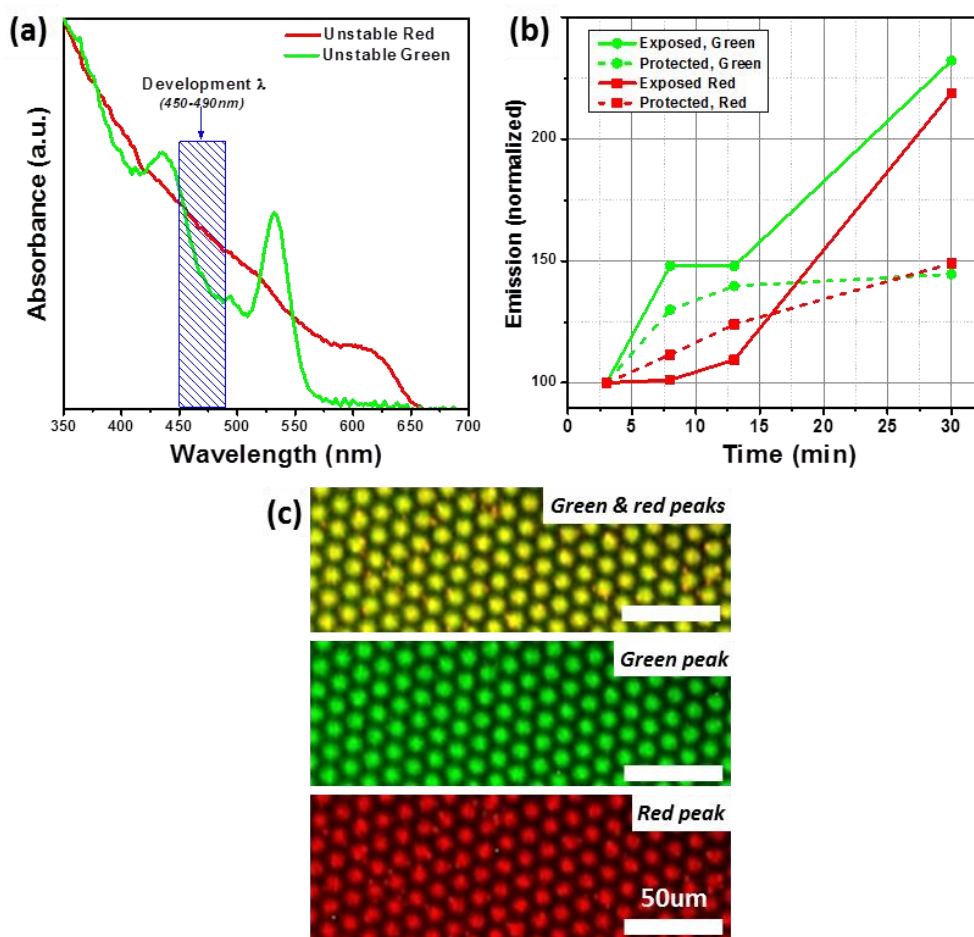 (a)
Unstable Red
Unstable Green
Development λ
(450-490nm)
Absorbance (a.u.)
350 400 450 500 550 600 650 700
Wavelength (nm)
(b)
Exposed, Green
Protected, Green
Exposed Red
Protected, Red
Emission (normalized)
200
150
100
0 5 10 15 20 25 30
Time (min)
(c)
Green & red peaks
Green peak
Red peak
50um